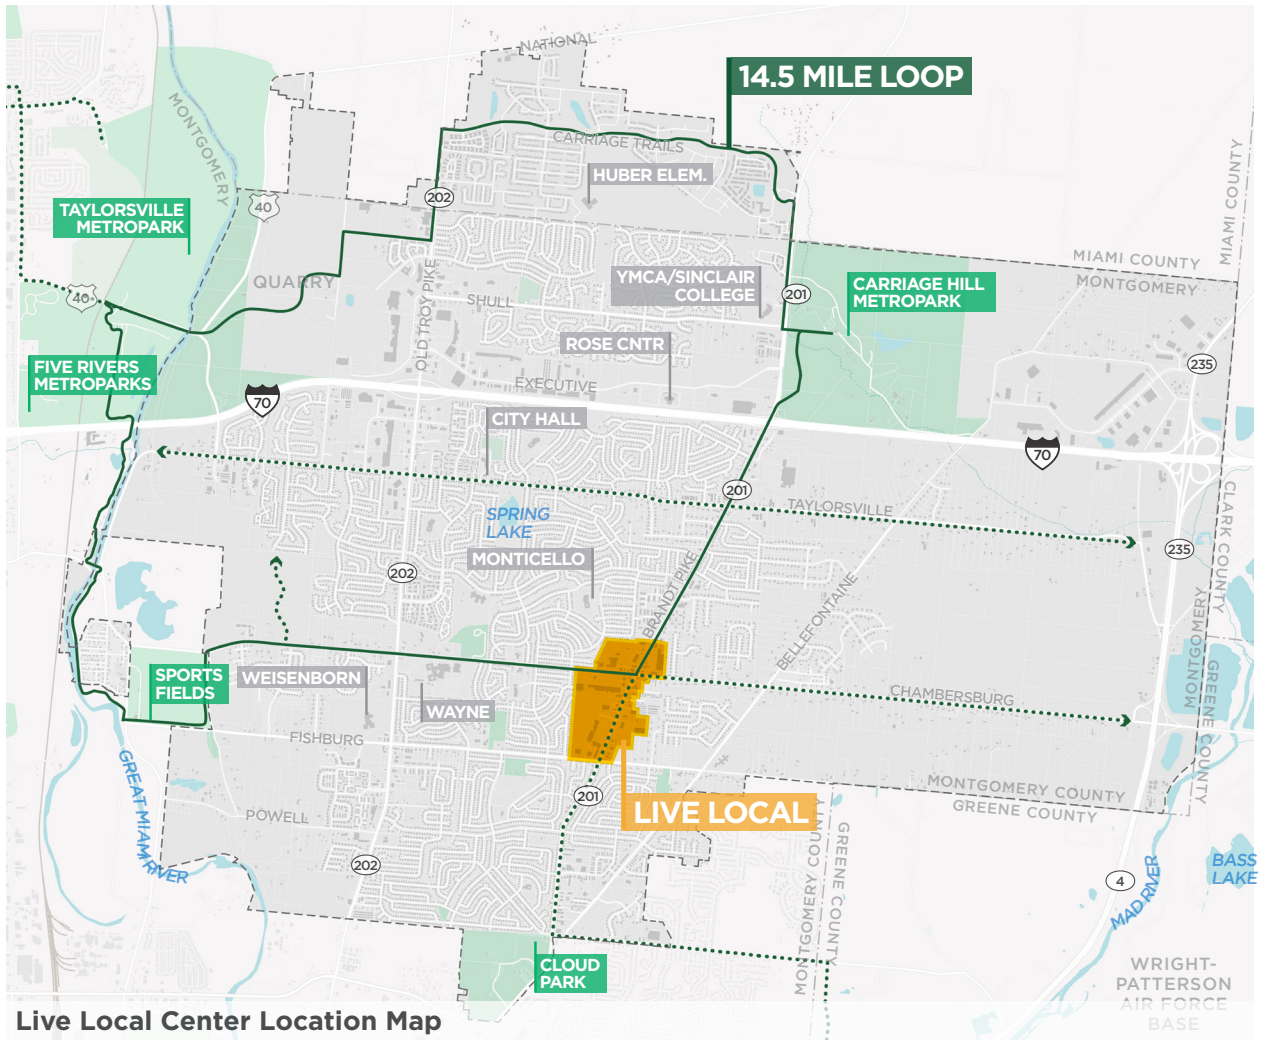 NATIONAL
14.5 MILE LOOP
MONTGOMERY
CARRIAGE TRAILS
HUBER ELEM.
MIAMI COUNTY
202
40
TAYLORSVILLE
METROPARK
MIAMI COUNTY
MONTGOMERY
YMCA/SINCLAIR
COLLEGE
QUARRY
CARRIAGE HILL
METROPARK
201
40
SHULL
OLD TROY PIKE
ROSE CNTR
FIVE RIVERS
METROPARKS
235
EXECUTIVE
70
CITY HALL
70
201
TAYLORSVILLE
SPRING
LAKE
CLARK COUNTY
235
MONTICELLO
202
BRANDT PIKE
BELLEFONTAINE
MONTGOMERY
GREENE COUNTY
SPORTS
FIELDS
WEISENBORN
CHAMBERSBURG
WAYNE
FISHBURG
GREAT MIAMI RIVER
MONTGOMERY COUNTY
GREENE COUNTY
201
LIVE LOCAL
POWELL
202
MONTGOMERY COUNTY
GREENE COUNTY
4
MAD RIVER
BASS
LAKE
CLOUD
PARK
WRIGHT-
PATTERSON
AIR FORCE
BASE
Live Local Center Location Map